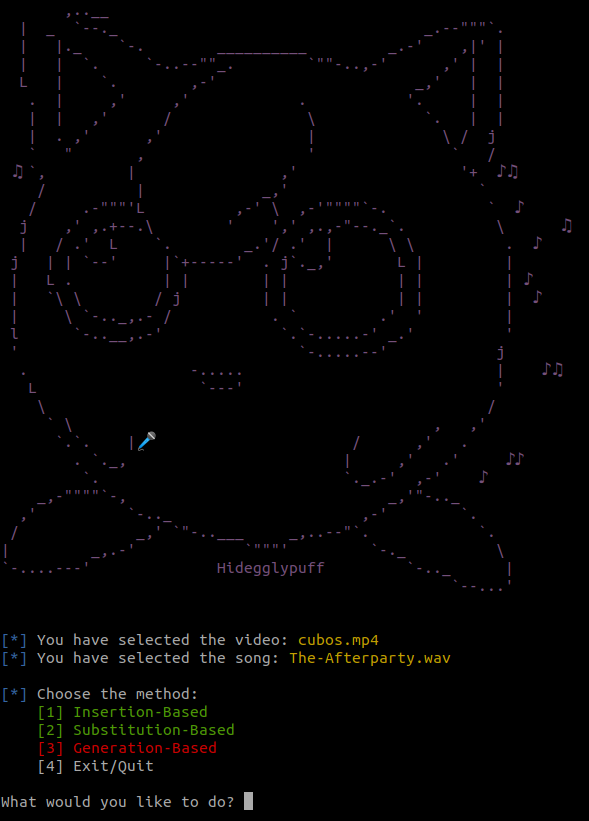 Hidegglypuff
[*] You have selected the video: cubos.mp4
[*] You have selected the song: The-Afterparty.wav
[*] Choose the method:
[1] Insertion-Based
[2] Substitution-Based
[3] Generation-Based
[4] Exit/Quit
What would you like to do?